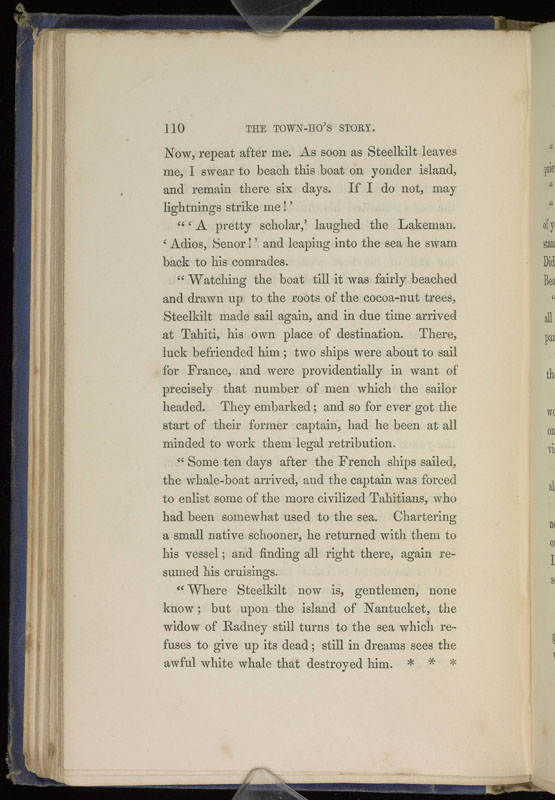 110 THE TOWN-HO'S STORY.
Now, repeat after me. As soon as Steelkilt leaves
me, I swear to beach this boat on yonder island,
and remain there six days. If I do not, may
lightnings strike me!'
"'A pretty scholar,' laughed the Lakeman.
'Adios, Senor!' and leaping into the sea he swam
back to his comrades.
"Watching the boat till it was fairly beached
and drawn up to the roots of the cocoa-nut trees,
Steelkilt made sail again, and in due time arrived
at Tahiti, his own place of destination. There,
luck befriended him; two ships were about to sail
for France, and were providentially in want of
precisely that number of men which the sailor
headed. They embarked; and so for ever got the
start of their former captain, had he been at all
minded to work them legal retribution.
"Some ten days after the French ships sailed,
the whale-boat arrived, and the captain was forced
to enlist some of the more civilized Tahitians, who
had been somewhat used to the sea. Chartering
a small native schooner, he returned with them to
his vessel; and finding all right there, again re-
sumed his cruisings.
"Where Steelkilt now is, gentlemen, none
know; but upon the island of Nantucket, the
widow of Radney still turns to the sea which re-
fuses to give up its dead; still in dreams sees the
awful white whale that destroyed him. * * *